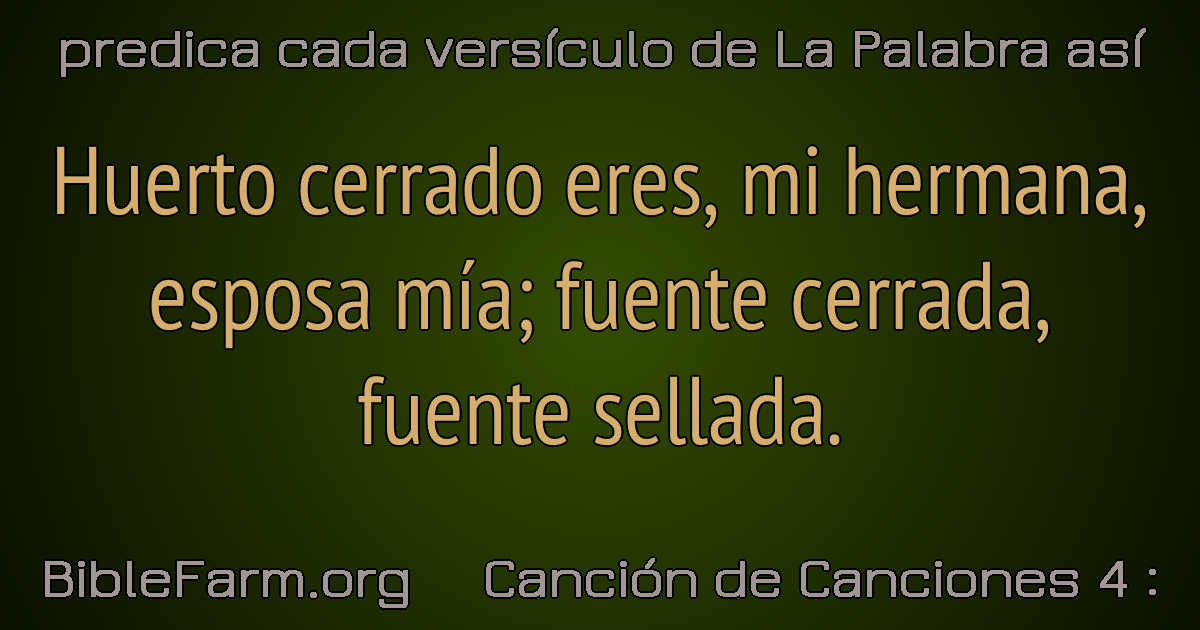 predica cada versículo de La Palabra así
Huerto cerrado eres, mi hermana,
esposa mía; fuente cerrada,
fuente sellada.
BibleFarm.org Canción de Canciones 4 :